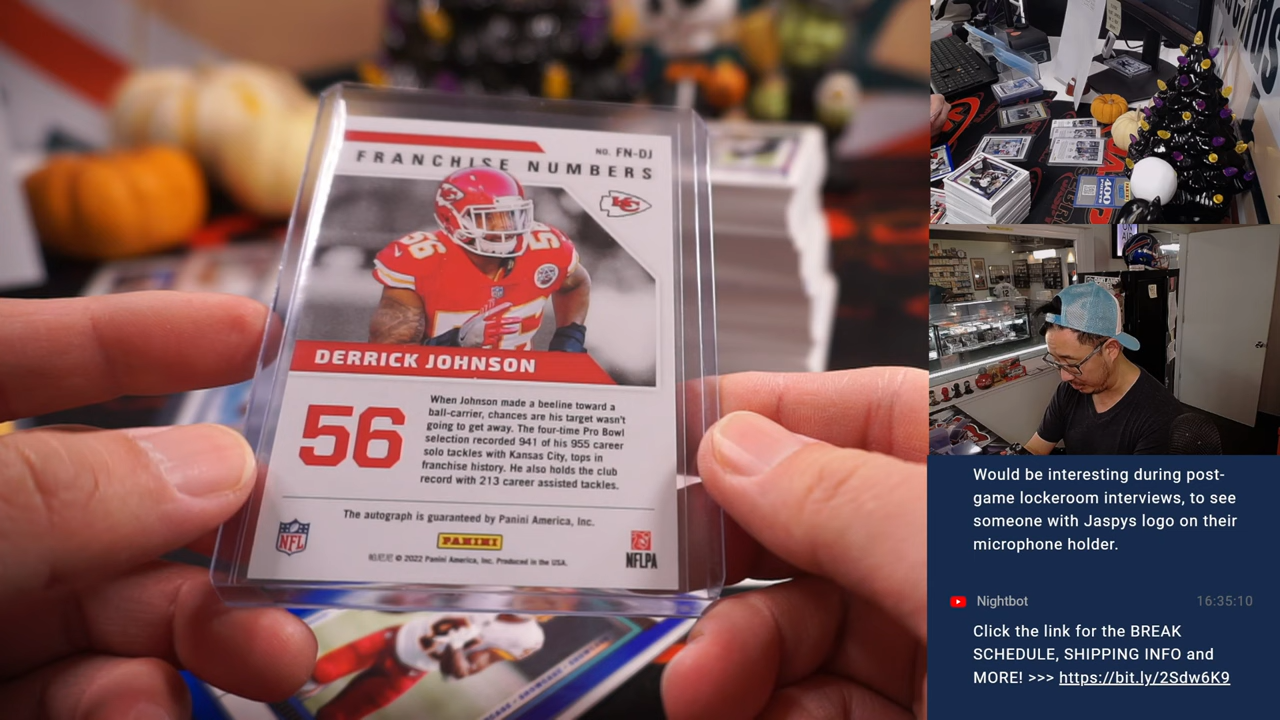 NO. FN-DJ
FRANCHISE NUMBERS
KC
56
DERRICK JOHNSON
56
When Johnson made a beeline toward a
ball-carrier, chances are his target wasn't
going to get away. The four-time Pro Bowl
selection recorded 941 of his 955 career
solo tackles with Kansas City, tops in
franchise history. He also holds the club
record with 213 career assisted tackles.
The autograph is guaranteed by Panini America, Inc.
NFL
PANINI
NFLPA
© 2022 Panini America, Inc. Produced in the USA.
400
Would be interesting during post-
game lockeroom interviews, to see
someone with Jaspys logo on their
microphone holder.
Nightbot
16:35:10
Click the link for the BREAK
SCHEDULE, SHIPPING INFO and
MORE! >>> https://bit.ly/2Sdw6K9